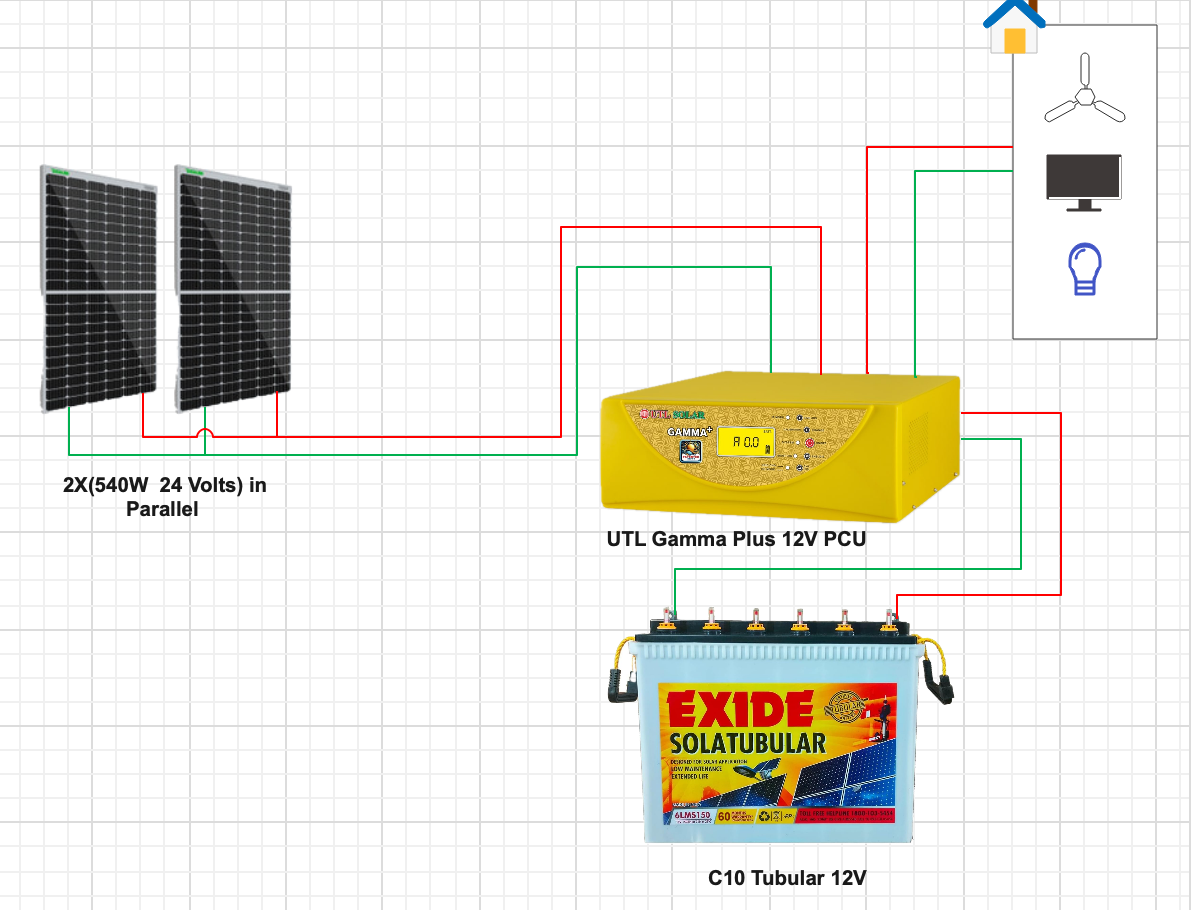 2X(540W 24 Volts) in
Parallel
UTL SOLAR
GAMMA+
A 0.0
UTL Gamma Plus 12V PCU
EXIDE
SOLATUBULAR
DESIGNED FOR SOLAR APPLICATION
LOW MAINTENANCE
EXTENDED LIFE
6LMS150
60
C10 Tubular 12V